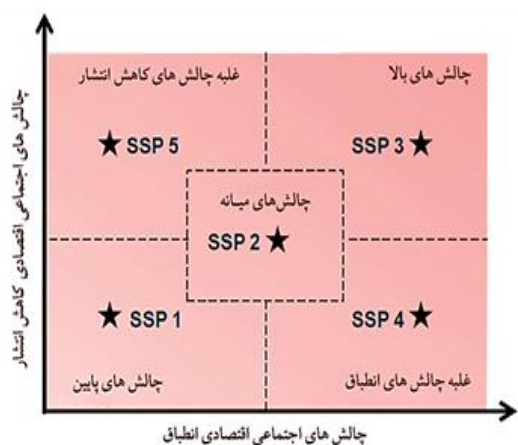 غلبه چالش های کاهش انتشار
چالش های بالا
SSP 5
SSP 3
چالش‌های میانه
SSP 2
SSP 1
SSP 4
چالش های پایین
غلبه چالش های انطباق
چالش های اجتماعی اقتصادی کاهش انتشار
چالش های اجتماعی اقتصادی انطباق